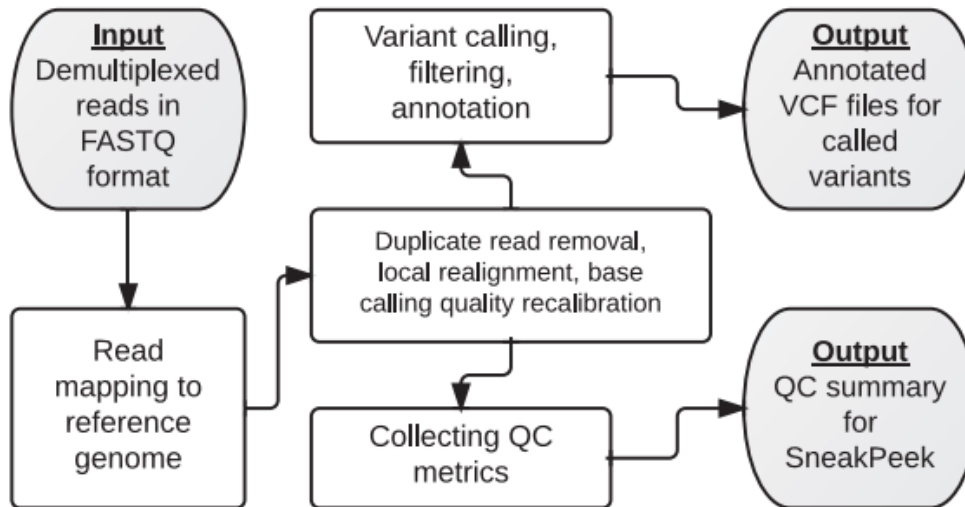 Input
Demultiplexed
reads in
FASTQ
format
Read
mapping to
reference
genome
Duplicate read removal,
local realignment, base
calling quality recalibration
Variant calling,
filtering,
annotation
Output
Annotated
VCF files for
called
variants
Collecting QC
metrics
Output
QC summary
for
SneakPeek